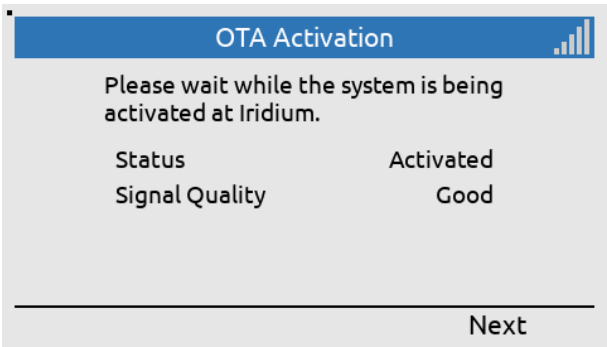 OTA Activation
Please wait while the system is being
activated at Iridium.
Status Activated
Signal Quality Good
Next